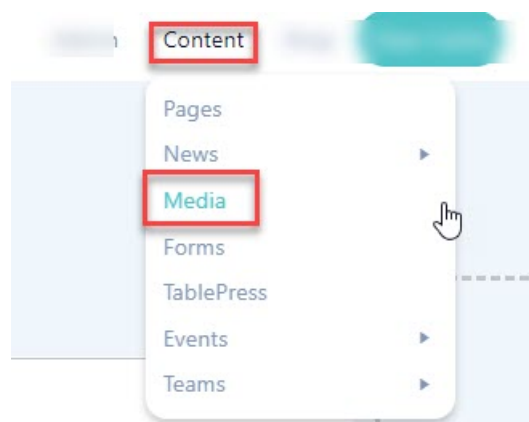 Content
Pages
News
Media
Forms
TablePress
Events
Teams